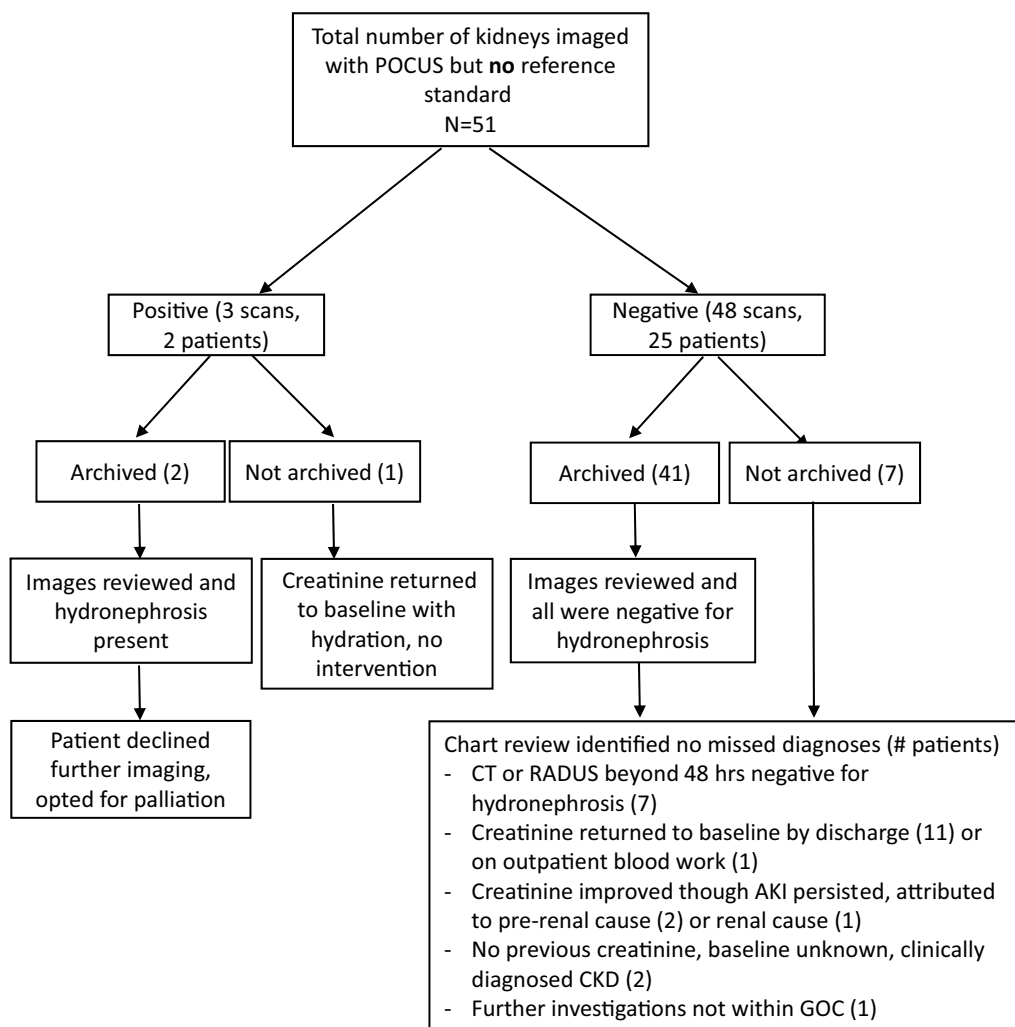 Total number of kidneys imaged
with POCUS but no reference
standard
N=51
Positive (3 scans,
2 patients)
Negative (48 scans,
25 patients)
Archived (2)
Not archived (1)
Archived (41)
Not archived (7)
Images reviewed and
hydronephrosis
present
Creatinine returned
to baseline with
hydration, no
intervention
Images reviewed and
all were negative for
hydronephrosis
Patient declined
further imaging,
opted for palliation
Chart review identified no missed diagnoses (# patients)
- CT or RADUS beyond 48 hrs negative for
hydronephrosis (7)
- Creatinine returned to baseline by discharge (11) or
on outpatient blood work (1)
- Creatinine improved though AKI persisted, attributed
to pre-renal cause (2) or renal cause (1)
- No previous creatinine, baseline unknown, clinically
diagnosed CKD (2)
- Further investigations not within GOC (1)